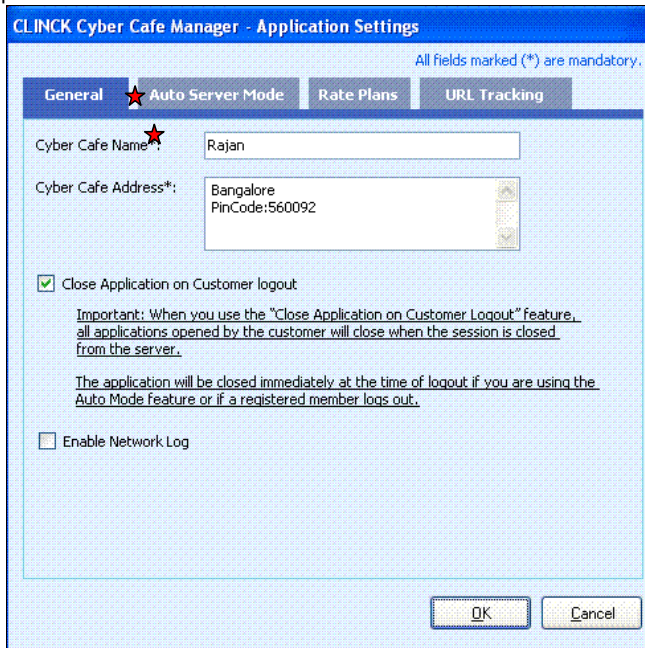 CLINCK Cyber Cafe Manager - Application Settings
All fields marked (*) are mandatory.
General Auto Server Mode Rate Plans URL Tracking
Cyber Cafe Name*: Rajan
Cyber Cafe Address*: Bangalore
PinCode:560092
Close Application on Customer logout
Important: When you use the "Close Application on Customer Logout" feature,
all applications opened by the customer will close when the session is closed
from the server.
The application will be closed immediately at the time of logout if you are using the
Auto Mode feature or if a registered member logs out.
Enable Network Log
OK Cancel